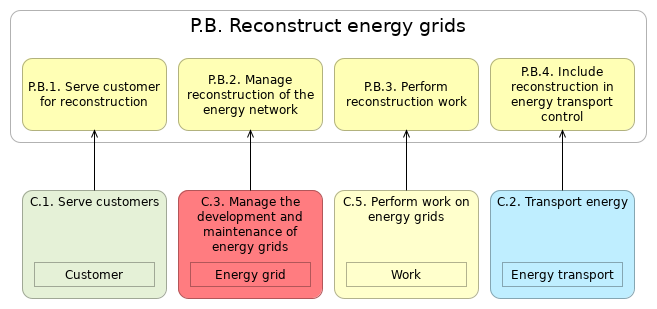 P.B. Reconstruct energy grids
P.B.1. Serve customer
for reconstruction
P.B.2. Manage
reconstruction of the
energy network
P.B.3. Perform
reconstruction work
P.B.4. Include
reconstruction in
energy transport
control
C.1. Serve customers
Customer
C.3. Manage the
development and
maintenance of
energy grids
Energy grid
C.5. Perform work on
energy grids
Work
C.2. Transport energy
Energy transport